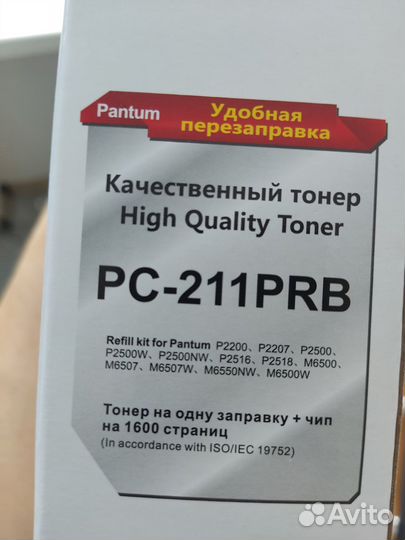 Pantum
Удобная
перезаправка
Качественный тонер
High Quality Toner
PC-211PRB
Refill kit for Pantum P2200、P2207、P2500、
P2500W、P2500NW、P2516、P2518、M6500、
M6507、M6507W、M6550NW、M6500W
Тонер на одну заправку + чип
на 1600 страниц
(In accordance with ISO/IEC 19752)
Avito